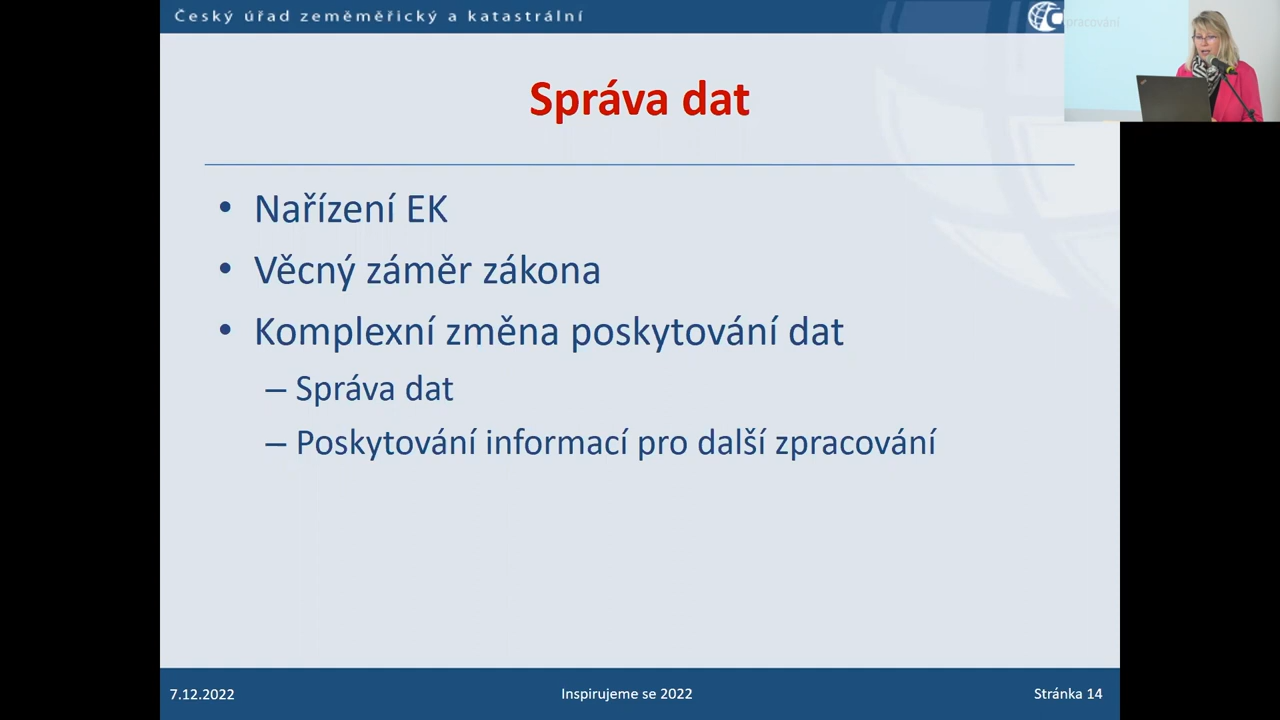 Český úřad zeměměřický a katastrální
zpracování
Správa dat
• Nařízení EK
• Věcný záměr zákona
• Komplexní změna poskytování dat
– Správa dat
– Poskytování informací pro další zpracování
7.12.2022
Inspirujeme se 2022
Stránka 14